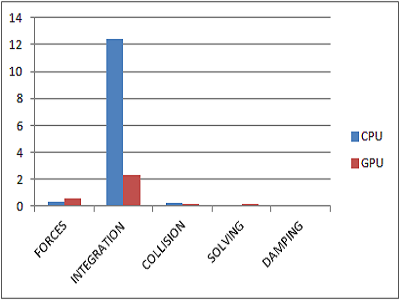 14
12
10
8
6
4
2
0
FORCES
INTEGRATION
COLLISION
SOLVING
DAMPING
CPU
GPU